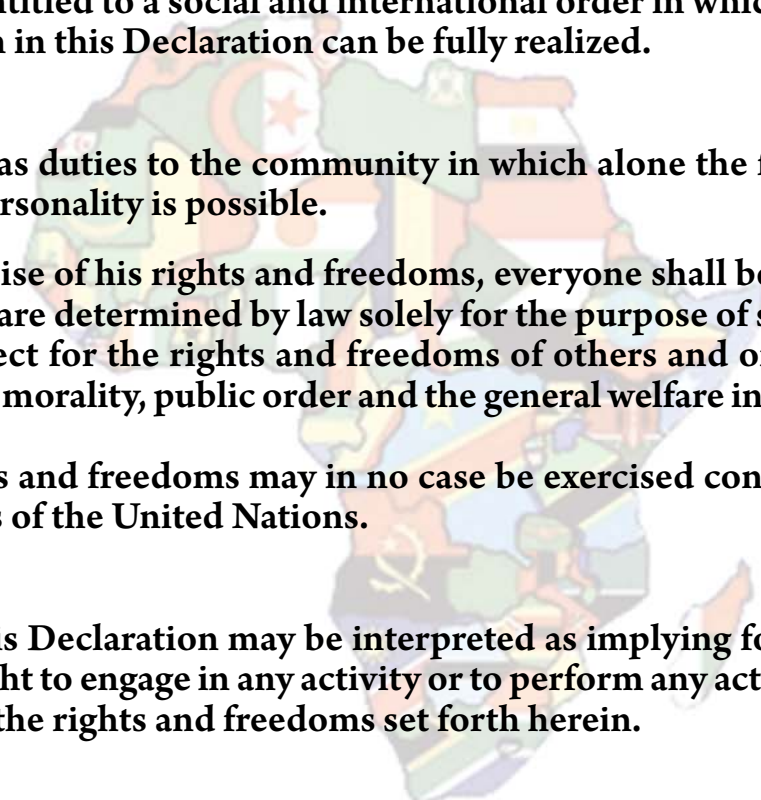 ntitled to a social and international order in whic
n in this Declaration can be fully realized.
as duties to the community in which alone the f
rsonality is possible.
ise of his rights and freedoms, everyone shall be
are determined by law solely for the purpose of s
ect for the rights and freedoms of others and o
morality, public order and the general welfare in
s and freedoms may in no case be exercised con
s of the United Nations.
is Declaration may be interpreted as implying fo
ht to engage in any activity or to perform any act
the rights and freedoms set forth herein.